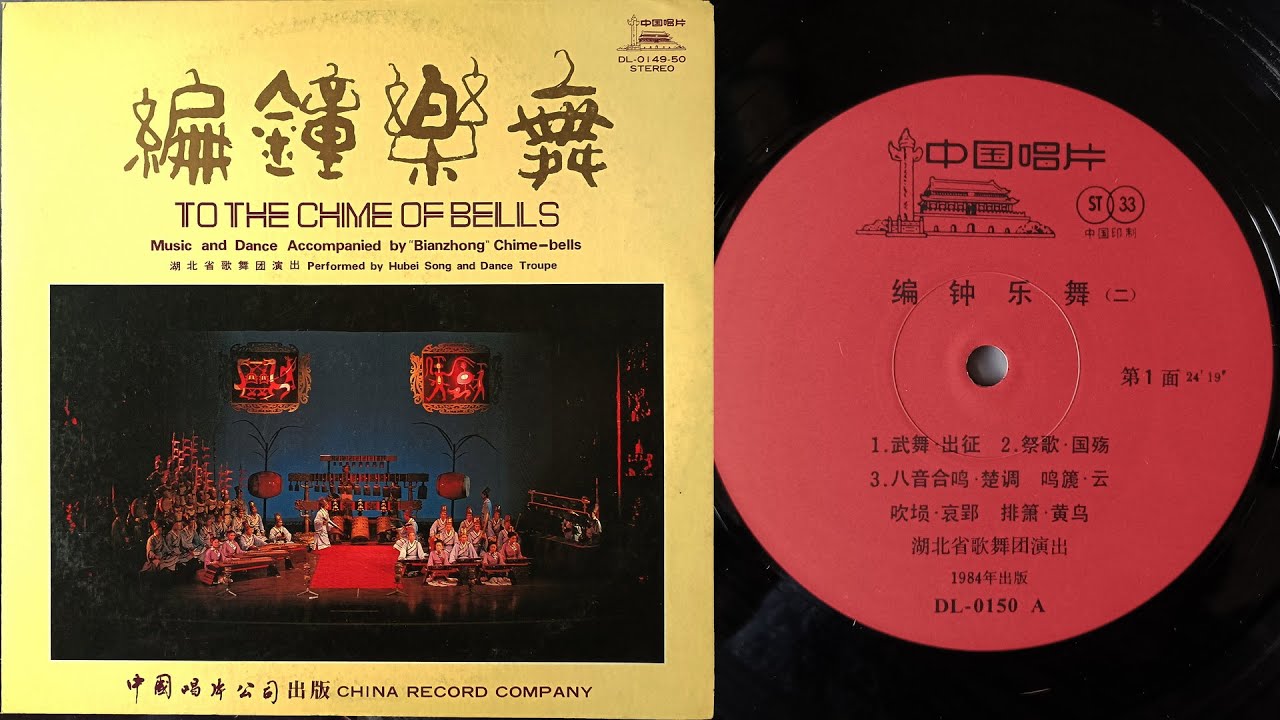 中国唱片
DL-0149-50
STEREO
編鐘樂舞
TO THE CHIME OF BELLS
Music and Dance Accompanied by "Bianzhong" Chime-bells
湖北省歌舞团演出 Performed by Hubei Song and Dance Troupe
中國唱片公司出版 CHINA RECORD COMPANY
中国唱片
ST 33
中国印制
编钟乐舞(二)
第1面 24'19"
1.武舞·出征 2.祭歌·国殇
3.八音合鸣·楚调 鸣篪·云
吹埙·哀郢 排箫·黄鸟
湖北省歌舞团演出
1984年出版
DL-0150 A